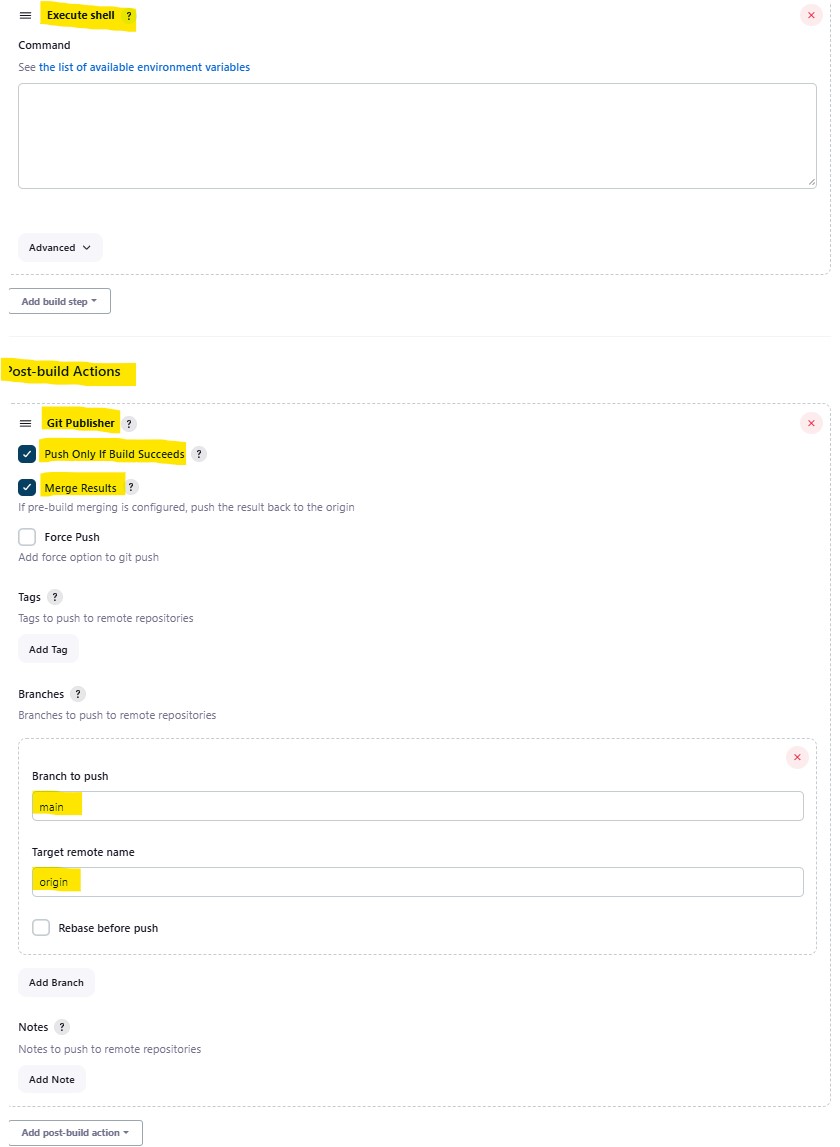 Execute shell ?
Command
See the list of available environment variables
Advanced
Add build step
Post-build Actions
Git Publisher ?
Push Only If Build Succeeds ?
Merge Results ?
If pre-build merging is configured, push the result back to the origin
Force Push
Add force option to git push
Tags ?
Tags to push to remote repositories
Add Tag
Branches ?
Branches to push to remote repositories
Branch to push
main
Target remote name
origin
Rebase before push
Add Branch
Notes ?
Notes to push to remote repositories
Add Note
Add post-build action